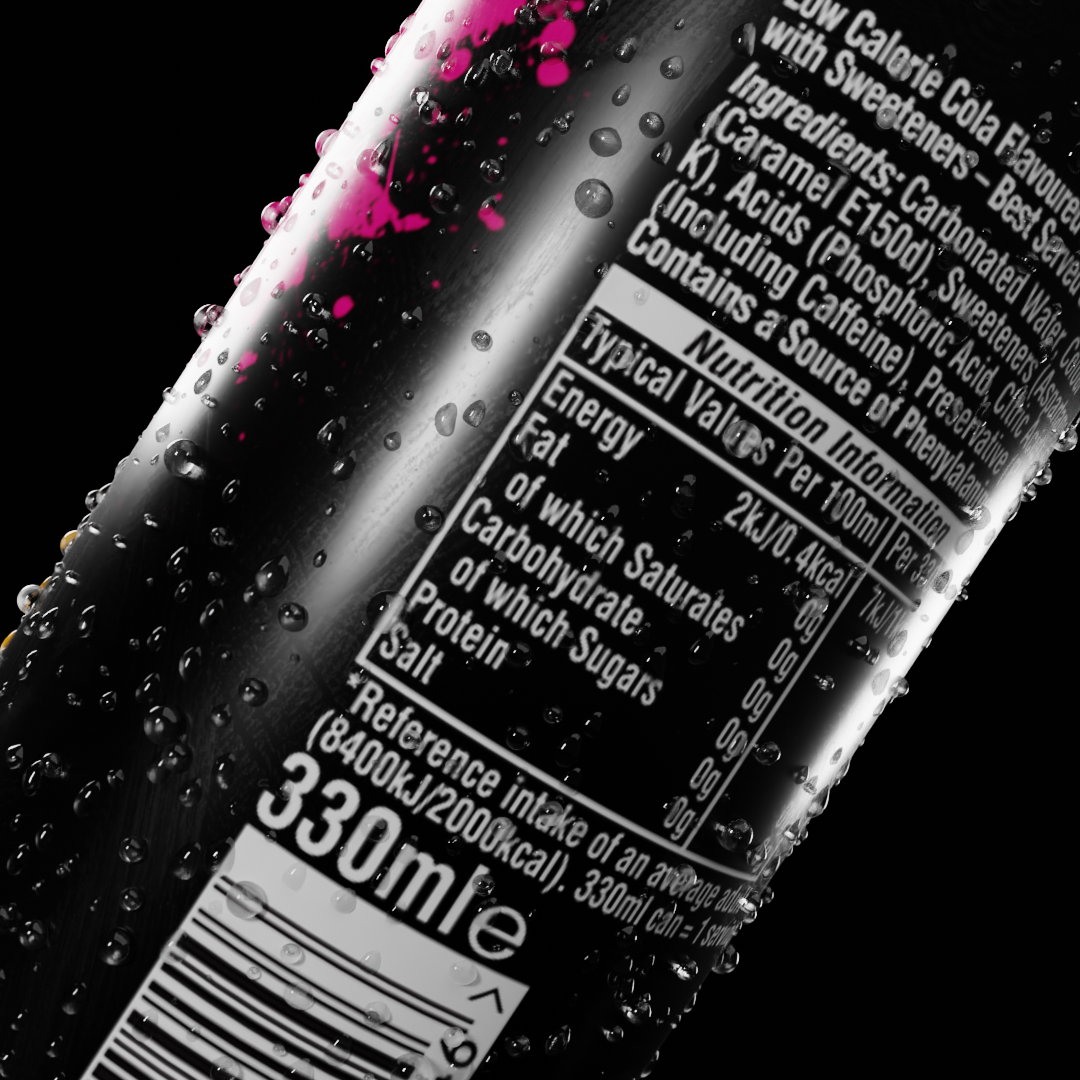 Low Calorie Cola Flavoured
with Sweeteners – Best Served
Ingredients: Carbonated Water,
(Caramel E150d), Sweeteners
K), Acids (Phosphoric Acid, Citric
(Including Caffeine), Preservative
Contains a Source of
Nutrition Information
Typical Values Per 100ml Per
Energy 2kJ/0.4kcal
Fat 0g
of which Saturates 0g
Carbohydrate 0g
of which Sugars 0g
Protein 0g
Salt 0g
*Reference intake of an average
(8400kJ/2000kcal). 330ml can = 1
330ml e
> 9